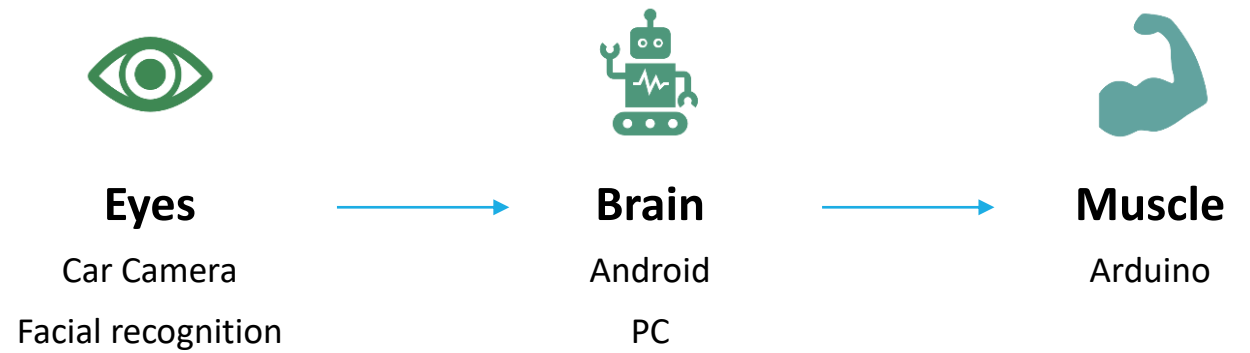 Eyes
Brain
Muscle
Car Camera
Android
Arduino
Facial recognition
PC